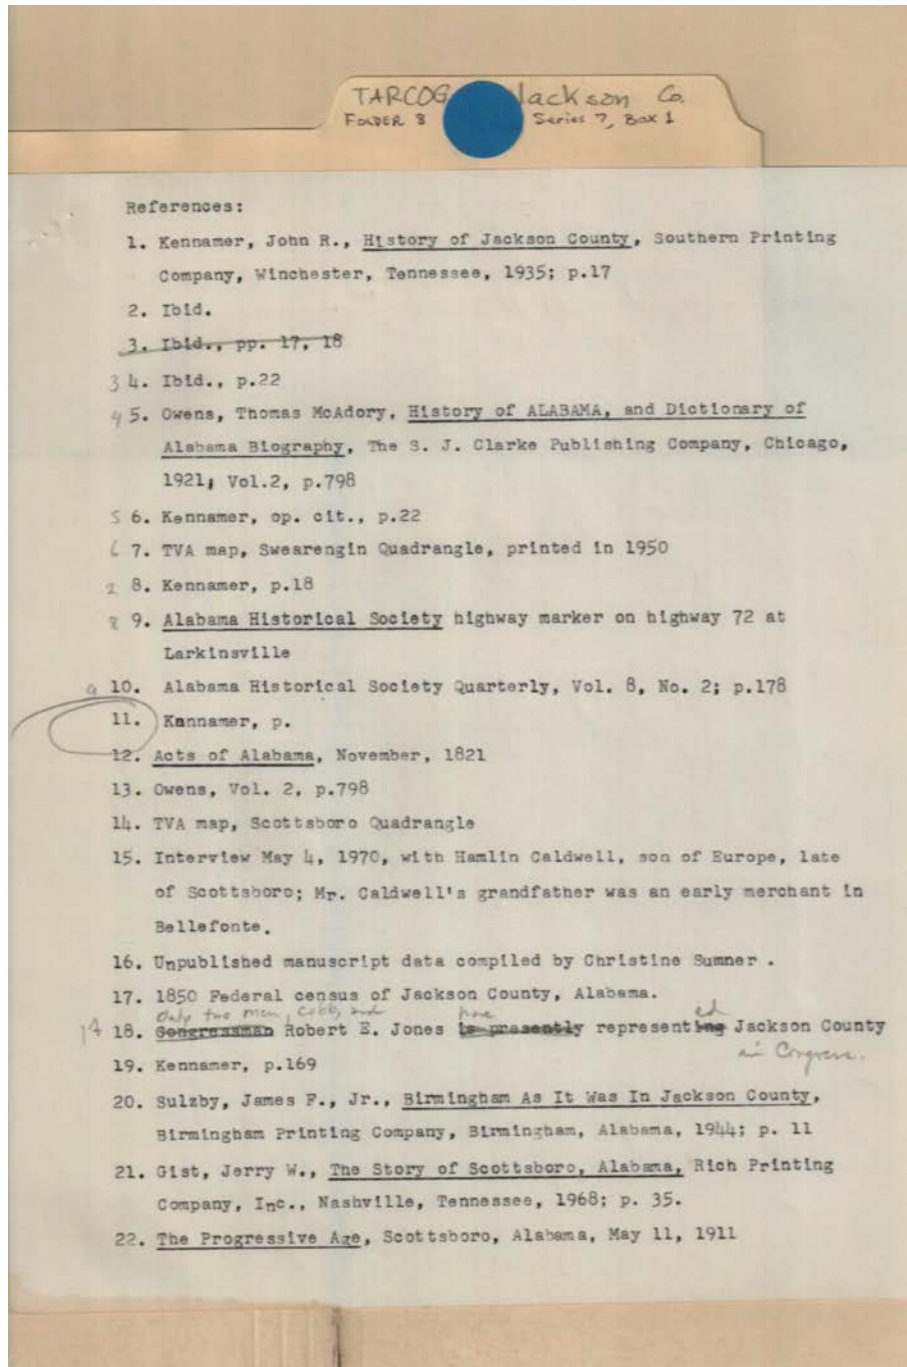 TARCOG Jackson Co.
FOLDER 8 Series 7, Box 1
References:
1. Kennamer, John R., History of Jackson County, Southern Printing
Company, Winchester, Tennessee, 1935; p.17
2. Ibid.
3. Ibid., pp. 17, 18
3 4. Ibid., p.22
4 5. Owens, Thomas McAdory, History of ALABAMA, and Dictionary of
Alabama Biography, The S. J. Clarke Publishing Company, Chicago,
1921, Vol.2, p.798
5 6. Kennamer, op. cit., p.22
6 7. TVA map, Swearengin Quadrangle, printed in 1950
8. Kennamer, p.18
8 9. Alabama Historical Society highway marker on highway 72 at
Larkinsville
9 10. Alabama Historical Society Quarterly, Vol. 8, No. 2; p.178
11. Kennamer, p.
12. Acts of Alabama, November, 1821
13. Owens, Vol. 2, p.798
14. TVA map, Scottsboro Quadrangle
15. Interview May 4, 1970, with Hamlin Caldwell, son of Europe, late
of Scottsboro; Mr. Caldwell's grandfather was an early merchant in
Bellefonte.
16. Unpublished manuscript data compiled by Christine Sumner .
17. 1850 Federal census of Jackson County, Alabama.
Only two men, Cobb, and have ed
18. Congressman Robert E. Jones is presently representing Jackson County
in Congress.
19. Kennamer, p.169
20. Sulzby, James F., Jr., Birmingham As It Was In Jackson County,
Birmingham Printing Company, Birmingham, Alabama, 1944; p. 11
21. Gist, Jerry W., The Story of Scottsboro, Alabama, Rich Printing
Company, Inc., Nashville, Tennessee, 1968; p. 35.
22. The Progressive Age, Scottsboro, Alabama, May 11, 1911